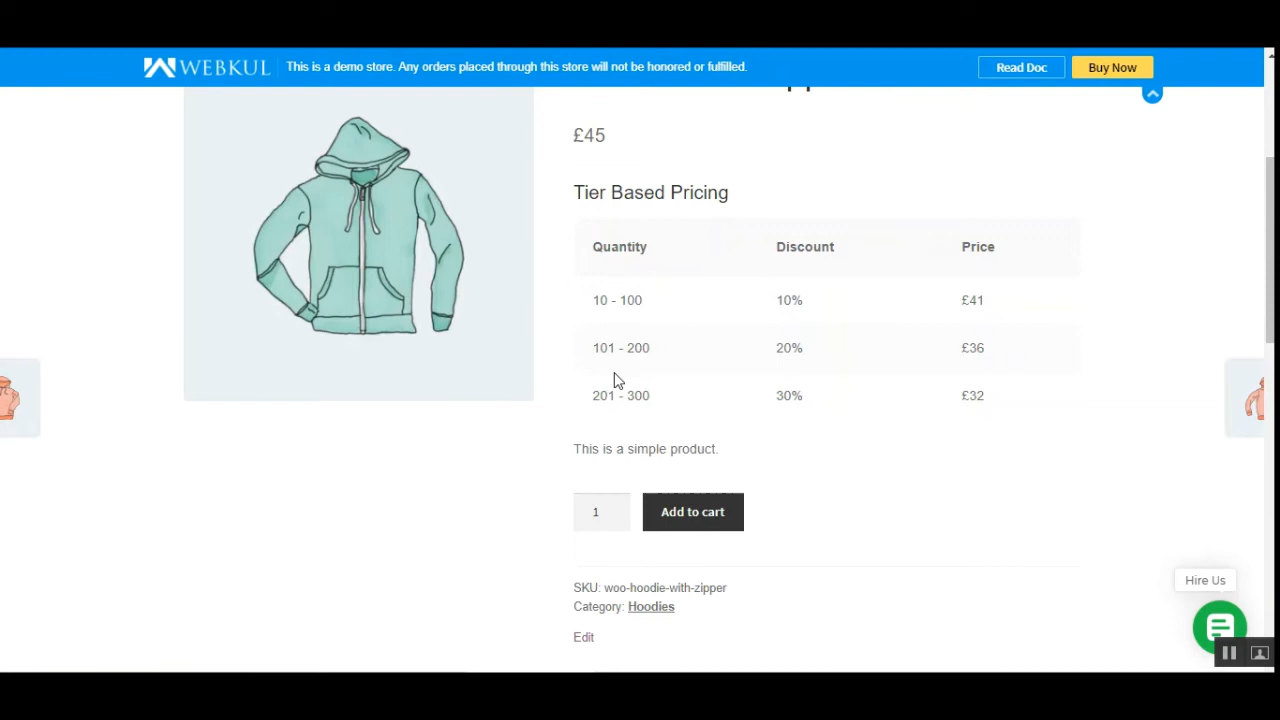 WEBKUL
This is a demo store. Any orders placed through this store will not be honored or fulfilled.
Read Doc
Buy Now
£45
Tier Based Pricing
Quantity Discount Price
10 - 100 10% £41
101 - 200 20% £36
201 - 300 30% £32
This is a simple product.
1
Add to cart
SKU: woo-hoodie-with-zipper
Category: Hoodies
Edit
Hire Us